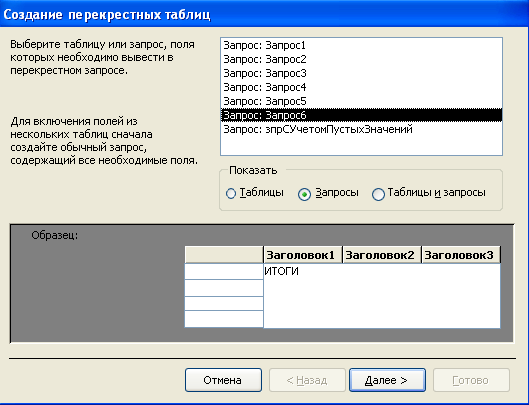 Создание перекрестных таблиц
Выберите таблицу или запрос, поля
которых необходимо вывести в
перекрестном запросе.
Для включения полей из
нескольких таблиц сначала
создайте обычный запрос,
содержащий все необходимые поля.
Запрос: Запрос1
Запрос: Запрос2
Запрос: Запрос3
Запрос: Запрос4
Запрос: Запрос5
Запрос: Запрос6
Запрос: зпрСУчетомПустыхЗначений
Показать
Таблицы Запросы Таблицы и запросы
Образец:
Заголовок1 Заголовок2 Заголовок3
ИТОГИ
Отмена < Назад Далее > Готово